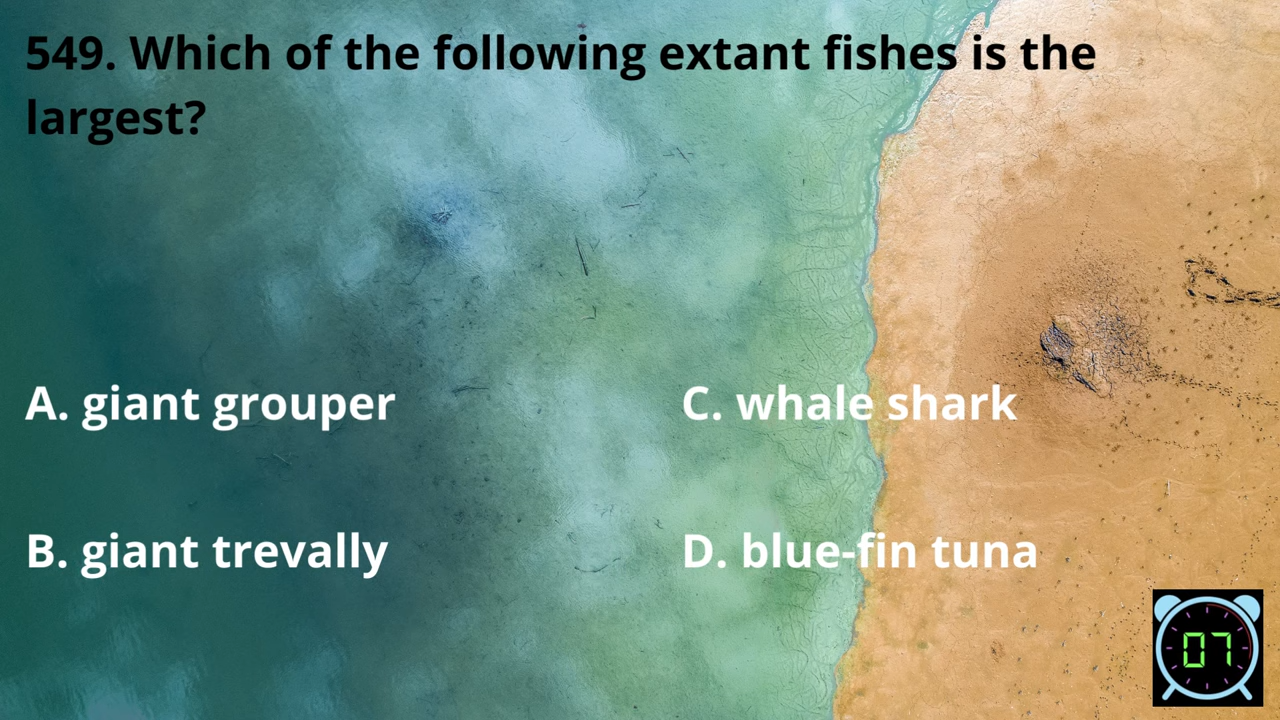 549. Which of the following extant fishes is the
largest?
A. giant grouper
C. whale shark
B. giant trevally
D. blue-fin tuna
07